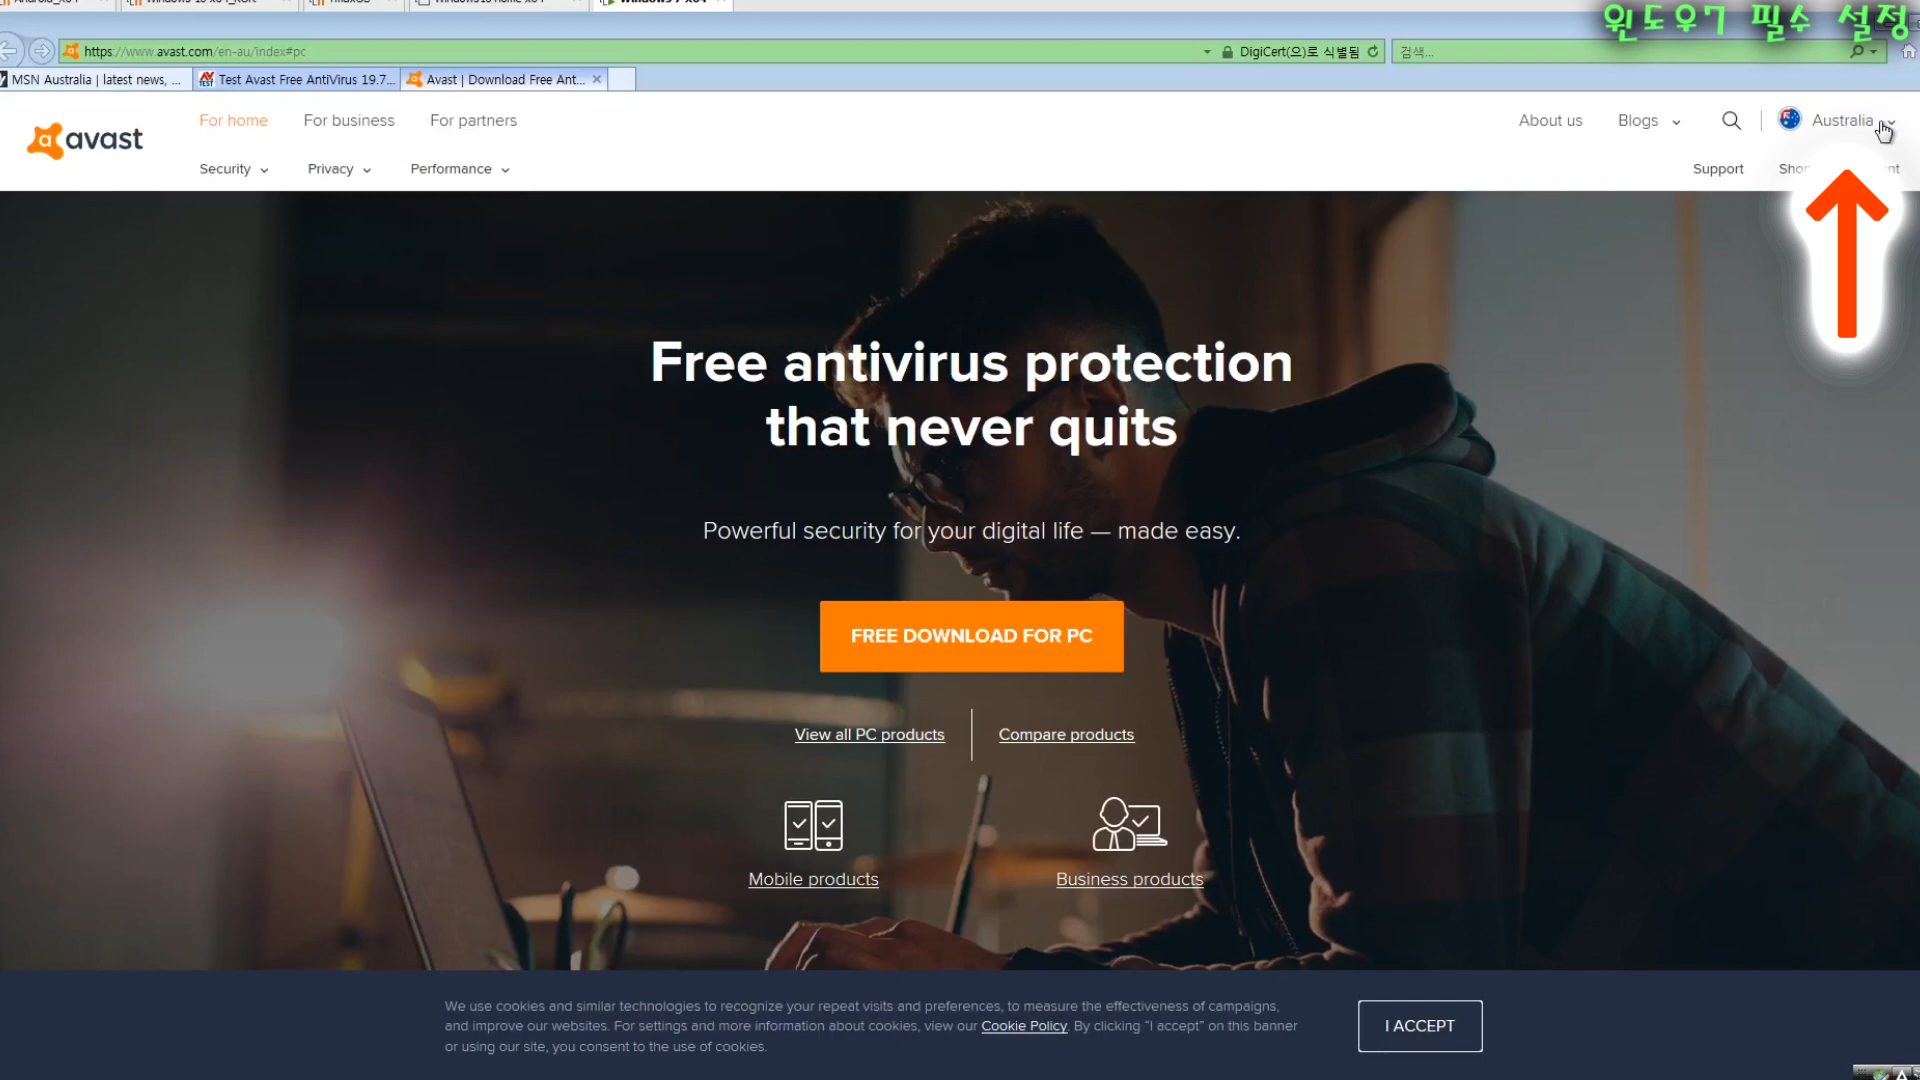 윈도우7 필수 설정
https://www.avast.com/en-au/index#pc
DigiCert(으)로 식별됨
검색...
MSN Australia | latest news, ...
Test Avast Free AntiVirus 19.7...
Avast | Download Free Ant...
avast
For home
For business
For partners
About us
Blogs
Australia
Security
Privacy
Performance
Support
Free antivirus protection
that never quits
Powerful security for your digital life — made easy.
FREE DOWNLOAD FOR PC
View all PC products
Compare products
Mobile products
Business products
We use cookies and similar technologies to recognize your repeat visits and preferences, to measure the effectiveness of campaigns,
and improve our websites. For settings and more information about cookies, view our Cookie Policy. By clicking "I accept" on this banner
or using our site, you consent to the use of cookies.
I ACCEPT